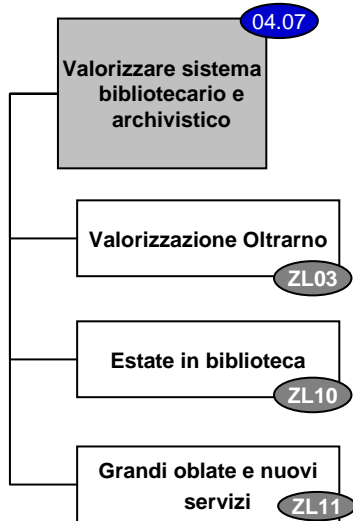 04.07
Valorizzare sistema
bibliotecario e
archivistico
Valorizzazione Oltrarno
ZL03
Estate in biblioteca
ZL10
Grandi oblate e nuovi
servizi
ZL11